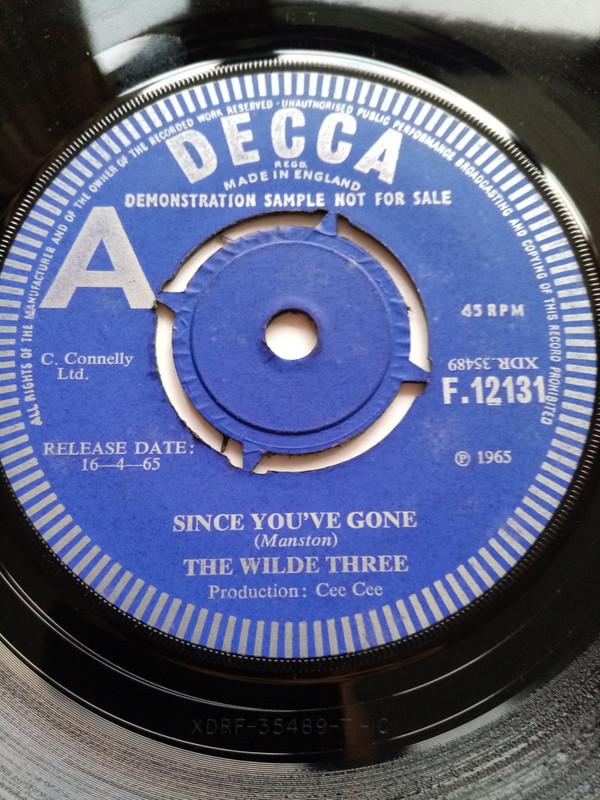 ALL RIGHTS OF THE MANUFACTURER AND OF THE OWNER OF THE RECORDED WORK RESERVED · UNAUTHORISED PUBLIC PERFORMANCE BROADCASTING AND COPYING OF THIS RECORD PROHIBITED
DECCA
REGD.
MADE IN ENGLAND
DEMONSTRATION SAMPLE NOT FOR SALE
A
45 RPM
C. Connelly
Ltd.
XDR.35489
F.12131
RELEASE DATE:
16—4—65
℗ 1965
SINCE YOU'VE GONE
(Manston)
THE WILDE THREE
Production: Cee Cee
XDRF-35489-T-1C